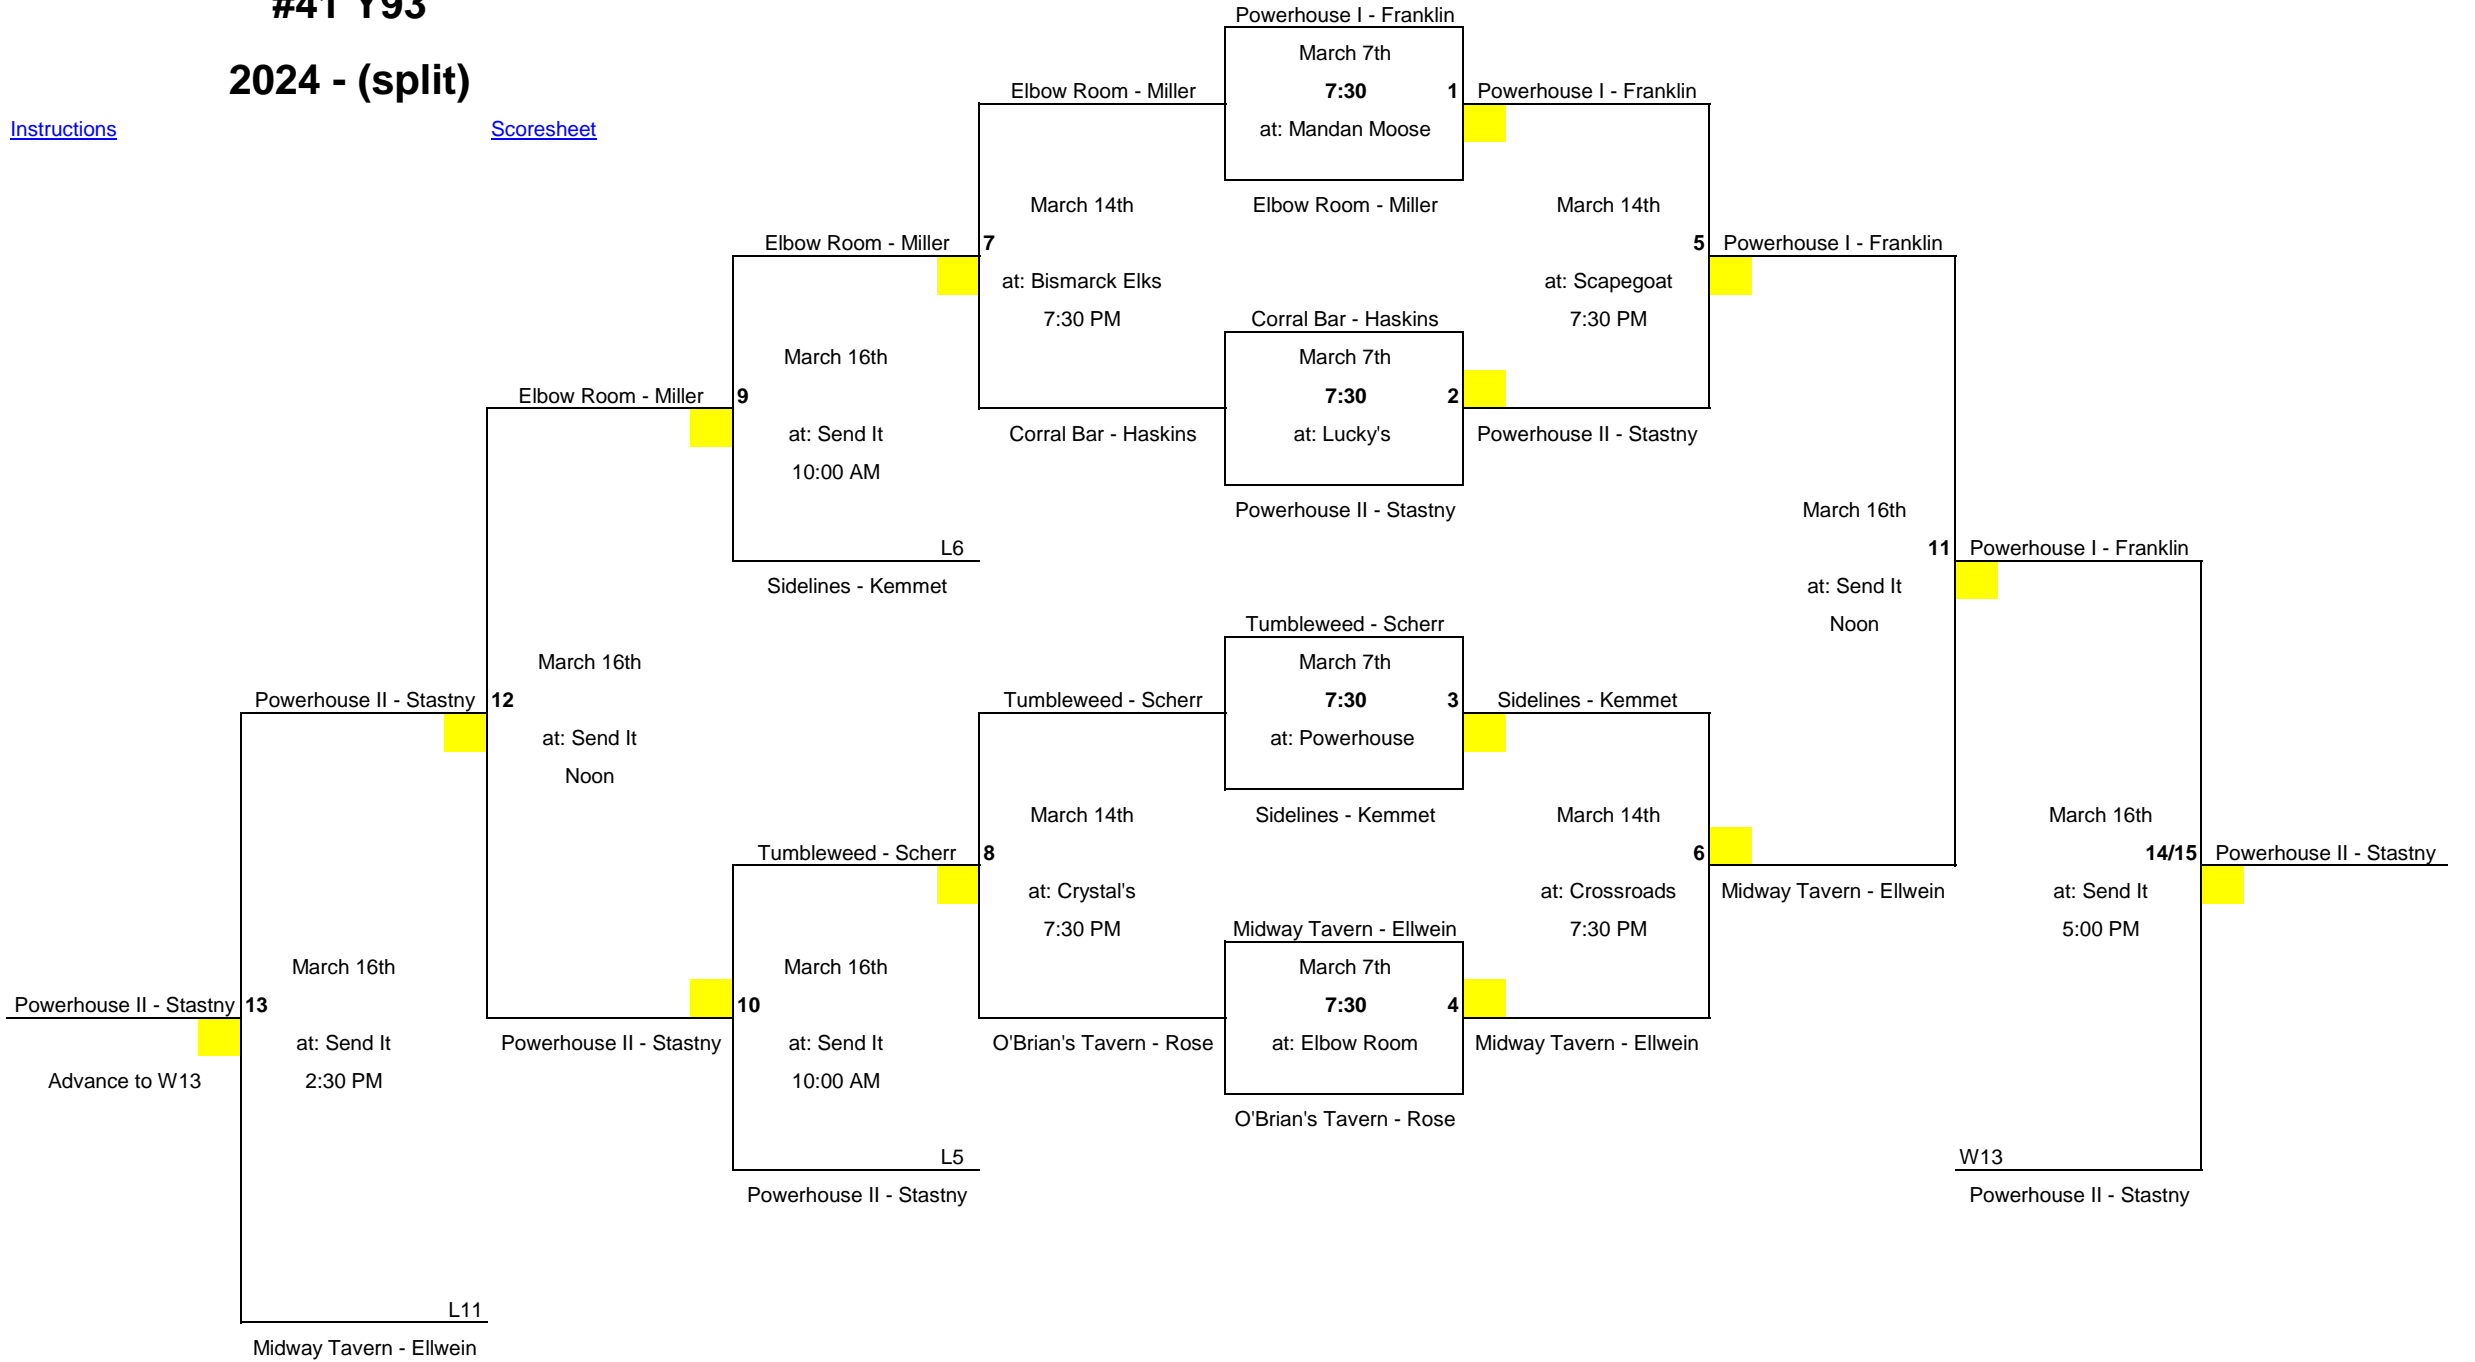 #41 Y93
2024 - (split)
Instructions
Scoresheet
Powerhouse I - Franklin
March 7th
Elbow Room - Miller
7:30
1
Powerhouse I - Franklin
at: Mandan Moose
March 14th
Elbow Room - Miller
March 14th
Elbow Room - Miller
7
5
Powerhouse I - Franklin
at: Bismarck Elks
at: Scapegoat
7:30 PM
Corral Bar - Haskins
7:30 PM
March 16th
March 7th
Elbow Room - Miller
9
7:30
2
at: Send It
Corral Bar - Haskins
at: Lucky's
Powerhouse II - Stastny
10:00 AM
Powerhouse II - Stastny
March 16th
L6
11
Powerhouse I - Franklin
Sidelines - Kemmet
at: Send It
Tumbleweed - Scherr
Noon
March 16th
March 7th
Powerhouse II - Stastny
12
Tumbleweed - Scherr
7:30
3
Sidelines - Kemmet
at: Send It
at: Powerhouse
Noon
March 14th
Sidelines - Kemmet
March 14th
March 16th
Tumbleweed - Scherr
8
6
14/15
Powerhouse II - Stastny
at: Crystal's
at: Crossroads
Midway Tavern - Ellwein
at: Send It
7:30 PM
Midway Tavern - Ellwein
7:30 PM
5:00 PM
March 16th
March 16th
March 7th
Powerhouse II - Stastny
13
10
7:30
4
at: Send It
Powerhouse II - Stastny
at: Send It
O'Brian's Tavern - Rose
at: Elbow Room
Midway Tavern - Ellwein
Advance to W13
2:30 PM
10:00 AM
O'Brian's Tavern - Rose
L5
W13
Powerhouse II - Stastny
Powerhouse II - Stastny
L11
Midway Tavern - Ellwein